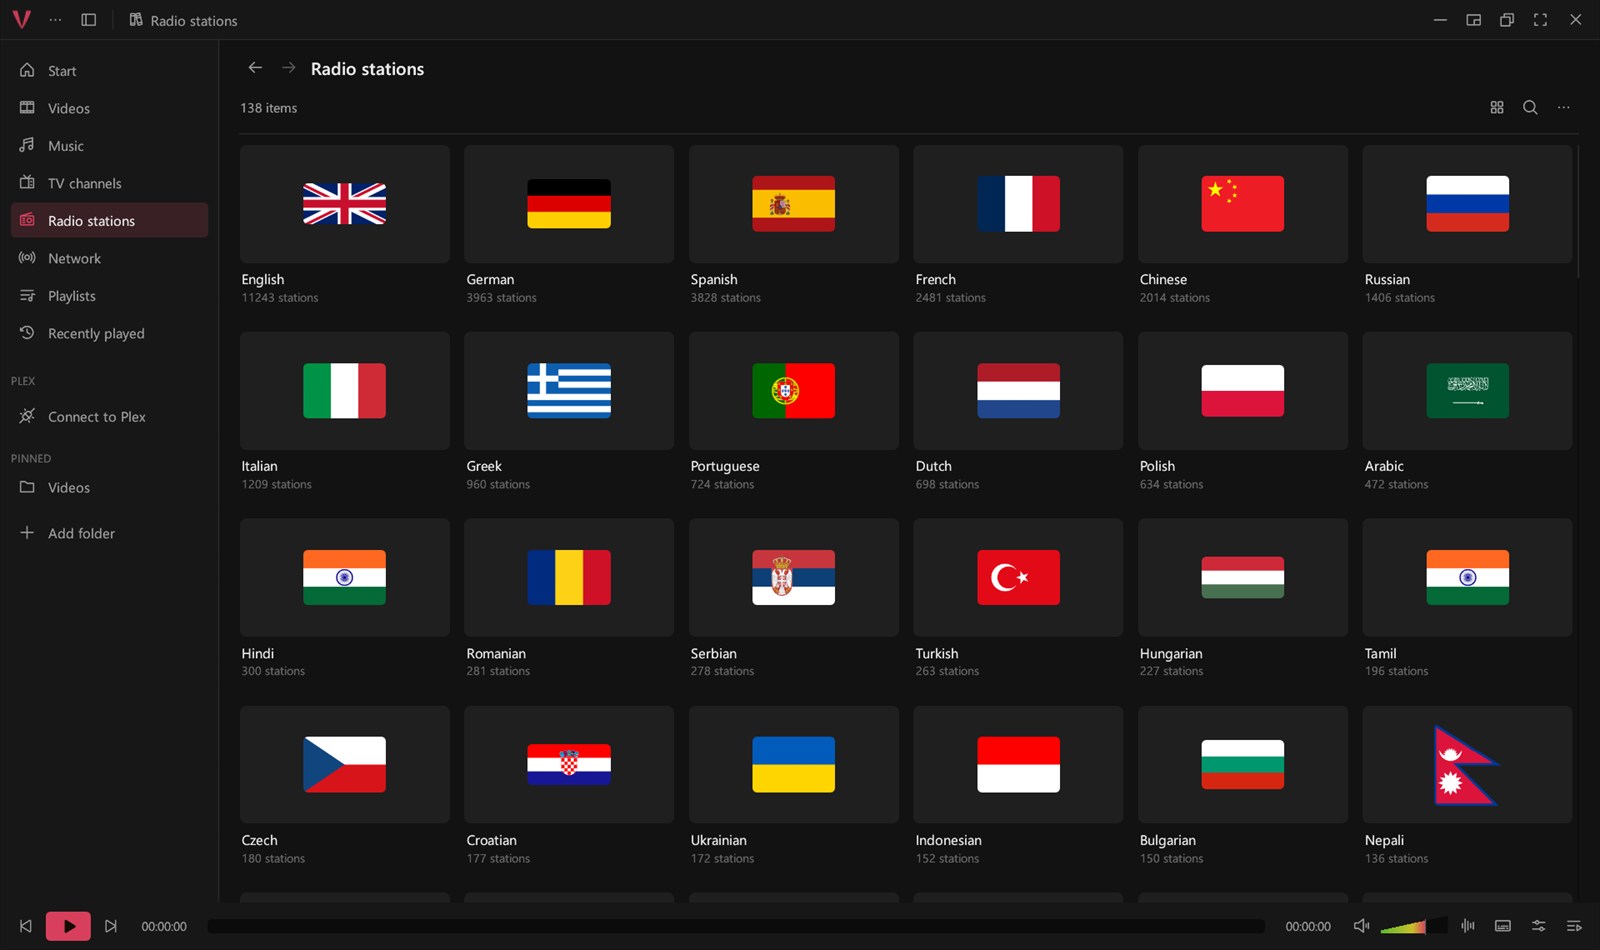 Radio stations
Start
Videos
Music
TV channels
Radio stations
Network
Playlists
Recently played
PLEX
Connect to Plex
PINNED
Videos
Add folder
Radio stations
138 items
English
11243 stations
German
3963 stations
Spanish
3828 stations
French
2481 stations
Chinese
2014 stations
Russian
1406 stations
Italian
1209 stations
Greek
960 stations
Portuguese
724 stations
Dutch
698 stations
Polish
634 stations
Arabic
472 stations
Hindi
300 stations
Romanian
281 stations
Serbian
278 stations
Turkish
263 stations
Hungarian
227 stations
Tamil
196 stations
Czech
180 stations
Croatian
177 stations
Ukrainian
172 stations
Indonesian
152 stations
Bulgarian
150 stations
Nepali
136 stations
00:00:00
00:00:00